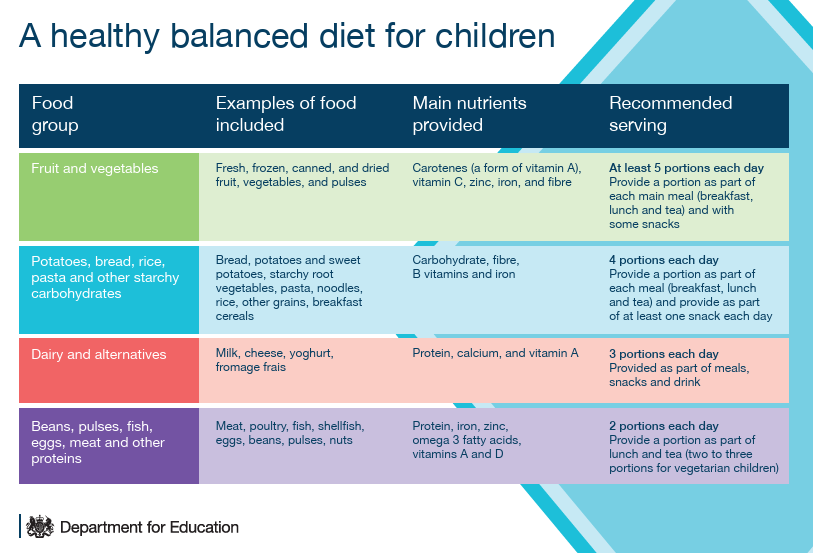 A healthy balanced diet for children
Food
group
Examples of food
included
Main nutrients
provided
Recommended
serving
Fruit and vegetables
Fresh, frozen, canned, and dried
fruit, vegetables, and pulses
Carotenes (a form of vitamin A),
vitamin C, zinc, iron, and fibre
At least 5 portions each day
Provide a portion as part of
each main meal (breakfast,
lunch and tea) and with
some snacks
Potatoes, bread, rice,
pasta and other starchy
carbohydrates
Bread, potatoes and sweet
potatoes, starchy root
vegetables, pasta, noodles,
rice, other grains, breakfast
cereals
Carbohydrate, fibre,
B vitamins and iron
4 portions each day
Provide a portion as part of
each meal (breakfast, lunch
and tea) and provide as part
of at least one snack each day
Dairy and alternatives
Milk, cheese, yoghurt,
fromage frais
Protein, calcium, and vitamin A
3 portions each day
Provided as part of meals,
snacks and drink
Beans, pulses, fish,
eggs, meat and other
proteins
Meat, poultry, fish, shellfish,
eggs, beans, pulses, nuts
Protein, iron, zinc,
omega 3 fatty acids,
vitamins A and D
2 portions each day
Provide a portion as part of
lunch and tea (two to three
portions for vegetarian children)
Department for Education